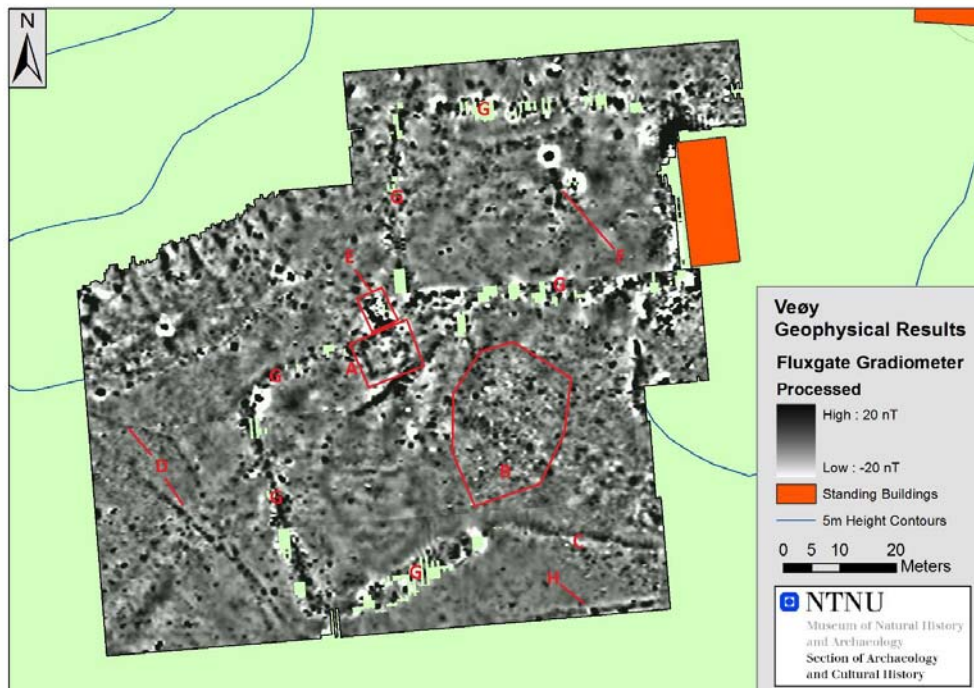 N
G
G
E
F
G
A
G
B
D
G
C
G
H
Veøy
Geophysical Results
Fluxgate Gradiometer
Processed
High : 20 nT
Low : -20 nT
Standing Buildings
5m Height Contours
0 5 10 20
Meters
NTNU
Museum of Natural History
and Archaeology
Section of Archaeology
and Cultural History